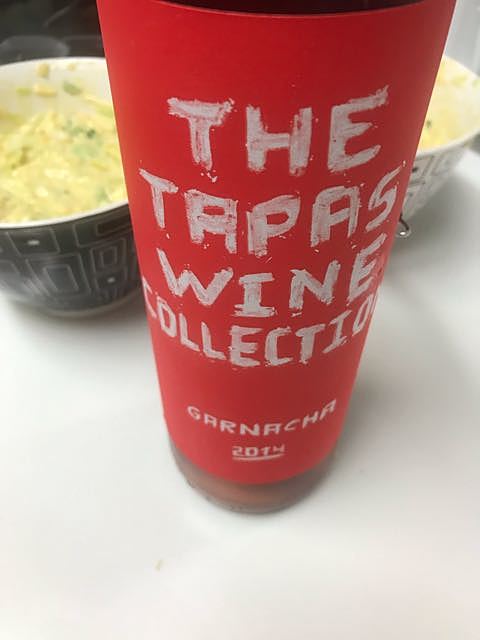 THE
TAPAS
WINE
COLLECTIO
GARNACHA
2014